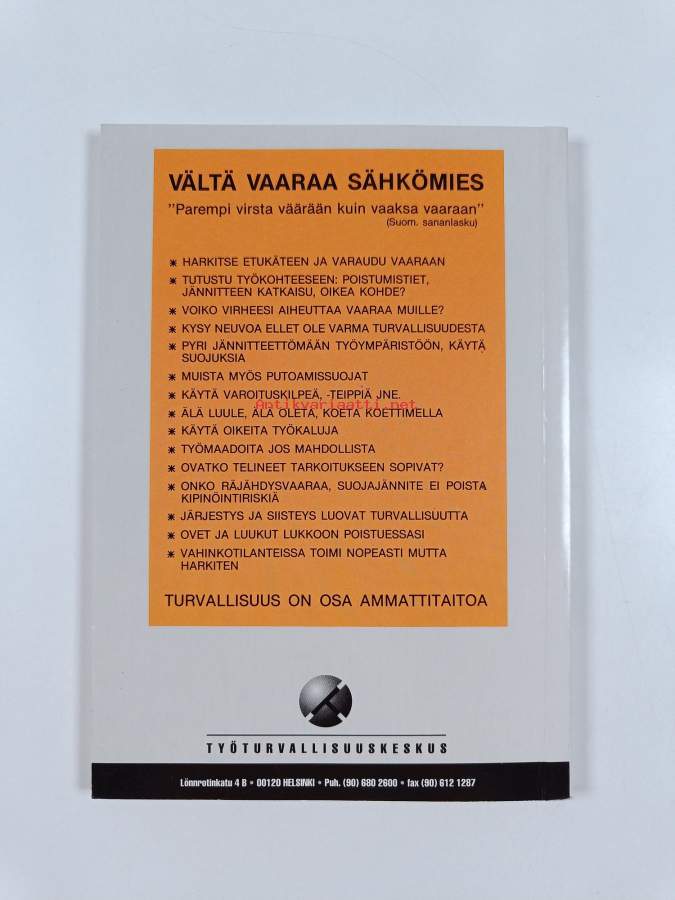 VÄLTÄ VAARAA SÄHKÖMIES
"Parempi virsta väärään kuin vaaksa vaaraan"
(Suom. sananlasku)
* HARKITSE ETUKÄTEEN JA VARAUDU VAARAAN
* TUTUSTU TYÖKOHTEESEEN: POISTUMISTIET,
JÄNNITTEEN KATKAISU, OIKEA KOHDE?
* VOIKO VIRHEESI AIHEUTTAA VAARAA MUILLE?
* KYSY NEUVOA ELLET OLE VARMA TURVALLISUUDESTA
* PYRI JÄNNITTEETTÖMÄÄN TYÖYMPÄRISTÖÖN, KÄYTÄ
SUOJUKSIA
* MUISTA MYÖS PUTOAMISSUOJAT
* KÄYTÄ VAROITUSKILPEÄ, -TEIPPIÄ JNE.
Antikvariaatti.net
* ÄLÄ LUULE, ÄLÄ OLETA, KOETA KOETTIMELLA
* KÄYTÄ OIKEITA TYÖKALUJA
* TYÖMAADOITA JOS MAHDOLLISTA
* OVATKO TELINEET TARKOITUKSEEN SOPIVAT?
* ONKO RÄJÄHDYSVAARAA, SUOJAJÄNNITE EI POISTA
KIPINÖINTIRISKIÄ
* JÄRJESTYS JA SIISTEYS LUOVAT TURVALLISUUTTA
* OVET JA LUUKUT LUKKOON POISTUESSASI
* VAHINKOTILANTEISSA TOIMI NOPEASTI MUTTA
HARKITEN
TURVALLISUUS ON OSA AMMATTITAITOA
TYÖTURVALLISUUSKESKUS
Lönnrotinkatu 4 B • 00120 HELSINKI • Puh. (90) 680 2600 • fax (90) 612 1287